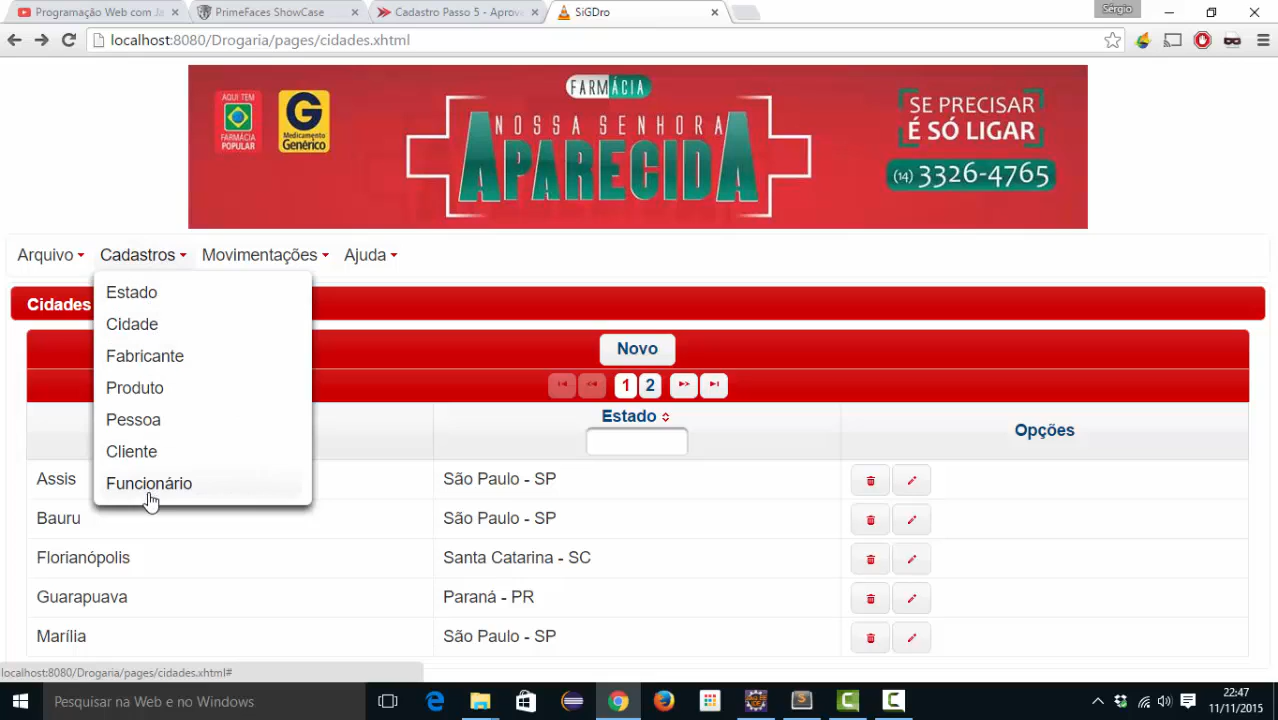 Programação Web com Ja
PrimeFaces ShowCase
Cadastro Passo 5 - Aprov
SiGDro
Sérgio
localhost:8080/Drogaria/pages/cidades.xhtml
AQUI TEM
FARMÁCIA
POPULAR
G
Medicamento
Genérico
FARMÁCIA
NOSSA SENHORA
APARECIDA
SE PRECISAR
É SÓ LIGAR
(14) 3326-4765
Arquivo Cadastros Movimentações Ajuda
Estado
Cidade
Fabricante
Produto
Pessoa
Cliente
Funcionário
Cidades
Novo
1 2
Estado
Opções
Assis São Paulo - SP
Bauru São Paulo - SP
Florianópolis Santa Catarina - SC
Guarapuava Paraná - PR
Marília São Paulo - SP
localhost:8080/Drogaria/pages/cidades.xhtml#
Pesquisar na Web e no Windows
22:47
11/11/2015